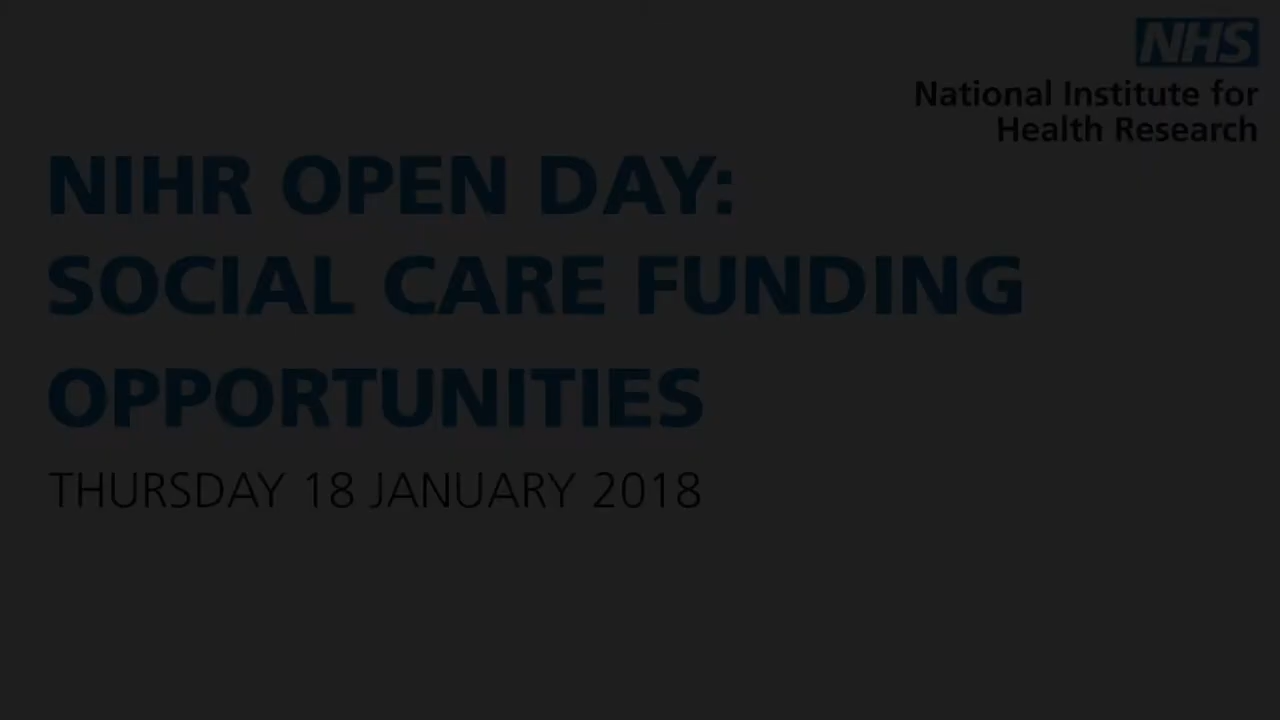 NHS
National Institute for
Health Research
NIHR OPEN DAY:
SOCIAL CARE FUNDING
OPPORTUNITIES
THURSDAY 18 JANUARY 2018